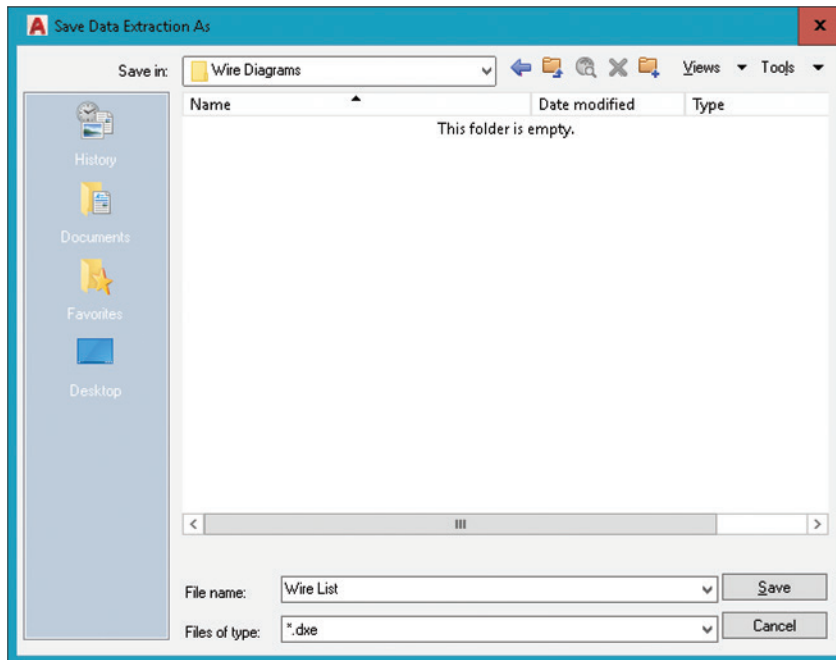 Save Data Extraction As
x
Save in: Wire Diagrams Views Tools
Name Date modified Type
This folder is empty.
History
Documents
Favorites
Desktop
File name: Wire List Save
Files of type: *.dxe Cancel